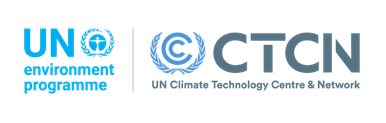 UN
environment
programme
CTCN
UN Climate Technology Centre & Network